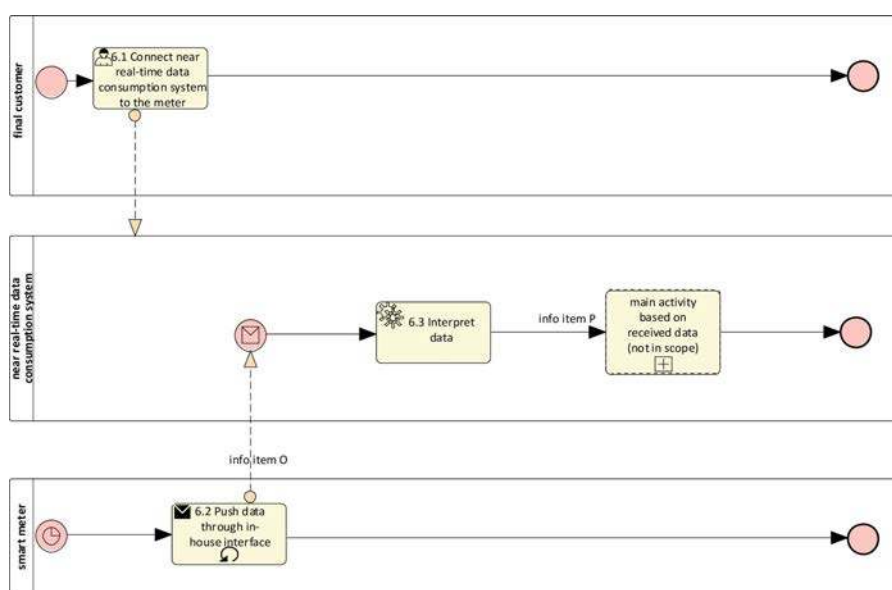 final customer
6.1 Connect near
real-time data
consumption system
to the meter
near real-time data
consumption system
6.3 Interpret
data
info item P
main activity
based on
received data
(not in scope)
info item O
smart meter
6.2 Push data
through in-
house interface